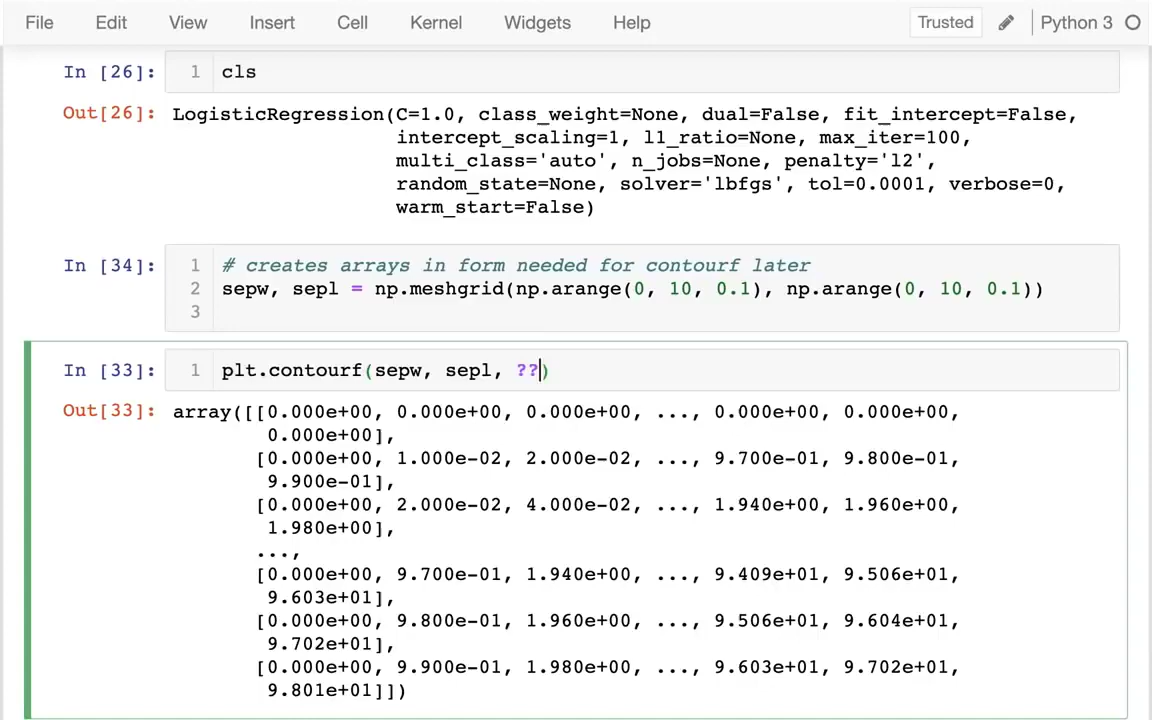 File Edit View Insert Cell Kernel Widgets Help Trusted Python 3
In [26]: 1 cls
Out[26]: LogisticRegression(C=1.0, class_weight=None, dual=False, fit_intercept=False,
intercept_scaling=1, l1_ratio=None, max_iter=100,
multi_class='auto', n_jobs=None, penalty='l2',
random_state=None, solver='lbfgs', tol=0.0001, verbose=0,
warm_start=False)
In [34]: 1 # creates arrays in form needed for contourf later
2 sepw, sepl = np.meshgrid(np.arange(0, 10, 0.1), np.arange(0, 10, 0.1))
3
In [33]: 1 plt.contourf(sepw, sepl, ??)
Out[33]: array([[0.000e+00, 0.000e+00, 0.000e+00, ..., 0.000e+00, 0.000e+00,
0.000e+00],
[0.000e+00, 1.000e-02, 2.000e-02, ..., 9.700e-01, 9.800e-01,
9.900e-01],
[0.000e+00, 2.000e-02, 4.000e-02, ..., 1.940e+00, 1.960e+00,
1.980e+00],
...,
[0.000e+00, 9.700e-01, 1.940e+00, ..., 9.409e+01, 9.506e+01,
9.603e+01],
[0.000e+00, 9.800e-01, 1.960e+00, ..., 9.506e+01, 9.604e+01,
9.702e+01],
[0.000e+00, 9.900e-01, 1.980e+00, ..., 9.603e+01, 9.702e+01,
9.801e+01]])